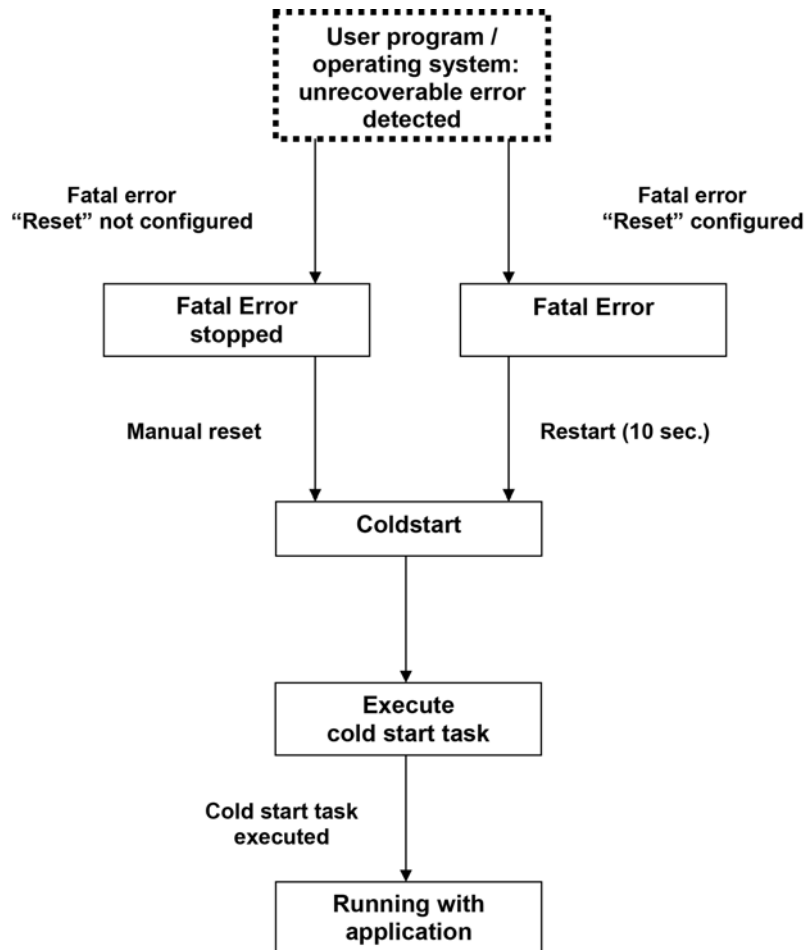 User program /
operating system:
unrecoverable error
detected
Fatal error
“Reset” not configured
Fatal error
“Reset” configured
Fatal Error
stopped
Fatal Error
Manual reset
Restart (10 sec.)
Coldstart
Execute
cold start task
Cold start task
executed
Running with
application